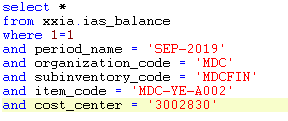 select *
from xxia.ias_balance
where 1=1
and period_name = 'SEP-2019'
and organization_code = 'MDC'
and subinventory_code = 'MDCFIN'
and item_code = 'MDC-YE-A002'
and cost_center = '3002830'